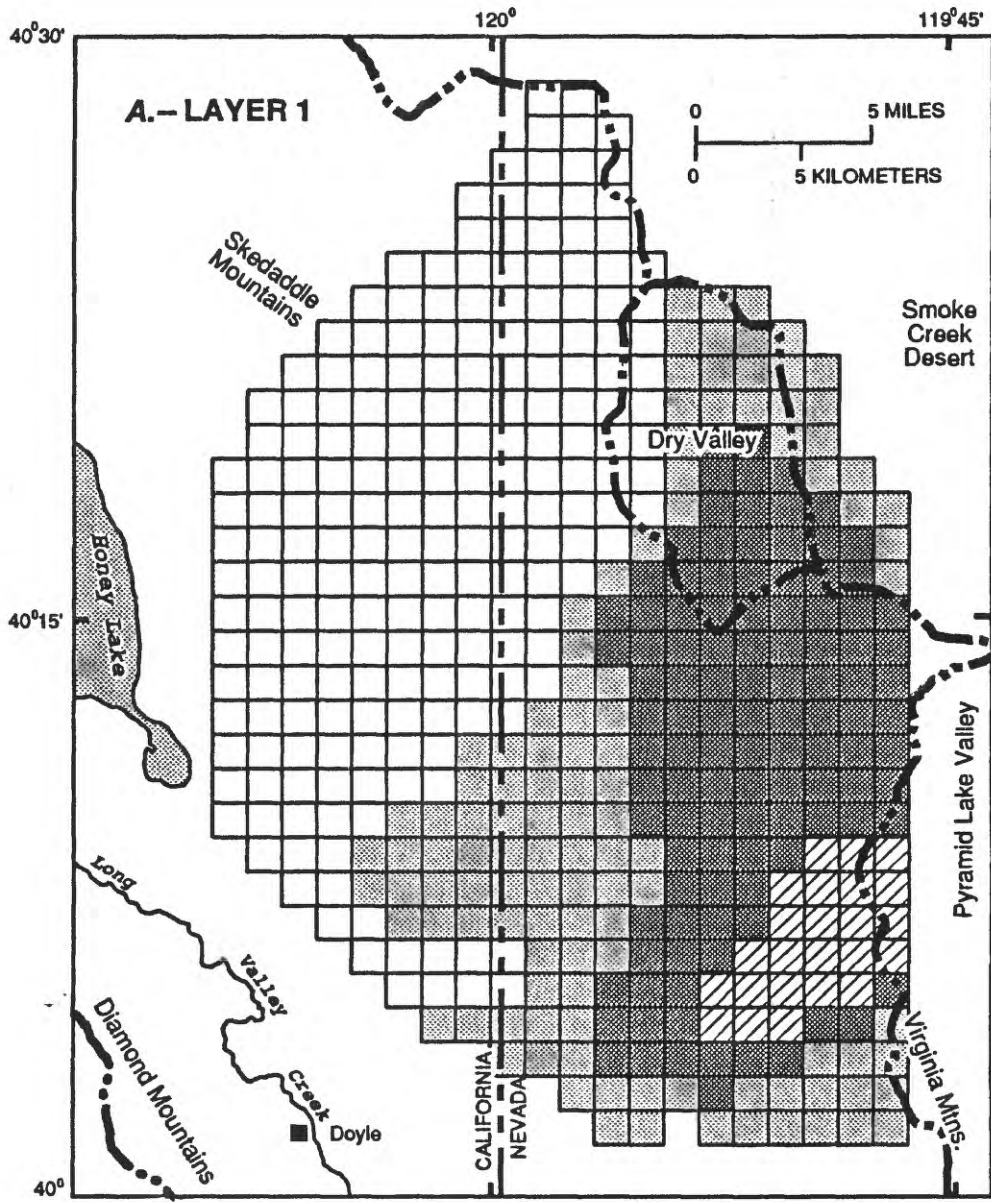 120°
119°45'
40°30'
A.– LAYER 1
0 5 MILES
0 5 KILOMETERS
Skedaddle
Mountains
Smoke
Creek
Desert
Dry Valley
Honey Lake
40°15'
Pyramid Lake Valley
Long
Valley
Creek
Diamond Mountains
Doyle
CALIFORNIA
NEVADA
Virginia Mtns.
40°